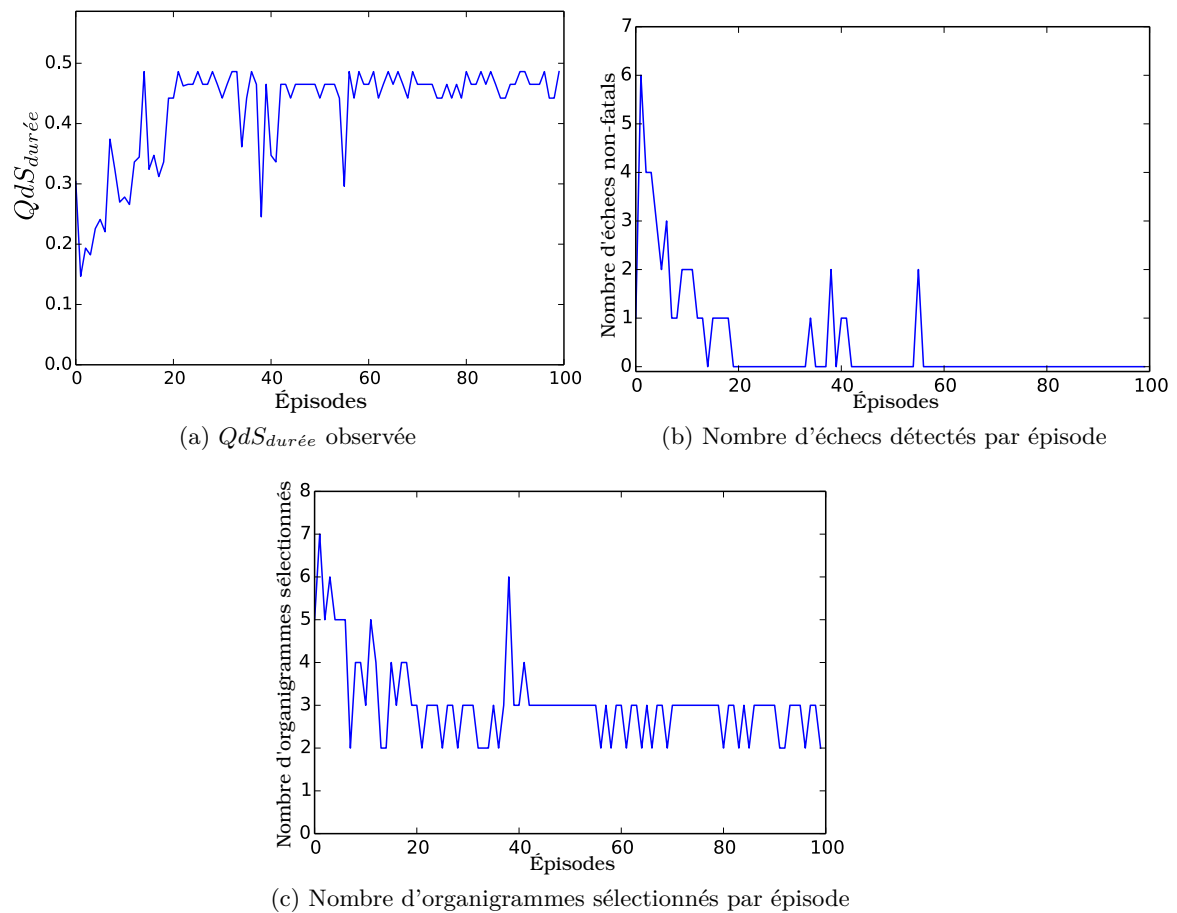 0.5
0.4
0.3
0.2
0.1
0.0
QdS_durée
0 20 40 60 80 100
Épisodes
(a) QdS_durée observée
7
6
5
4
3
2
1
0
Nombre d'échecs non-fatals
0 20 40 60 80 100
Épisodes
(b) Nombre d'échecs détectés par épisode
8
7
6
5
4
3
2
1
0
Nombre d'organigrammes sélectionnés
0 20 40 60 80 100
Épisodes
(c) Nombre d'organigrammes sélectionnés par épisode